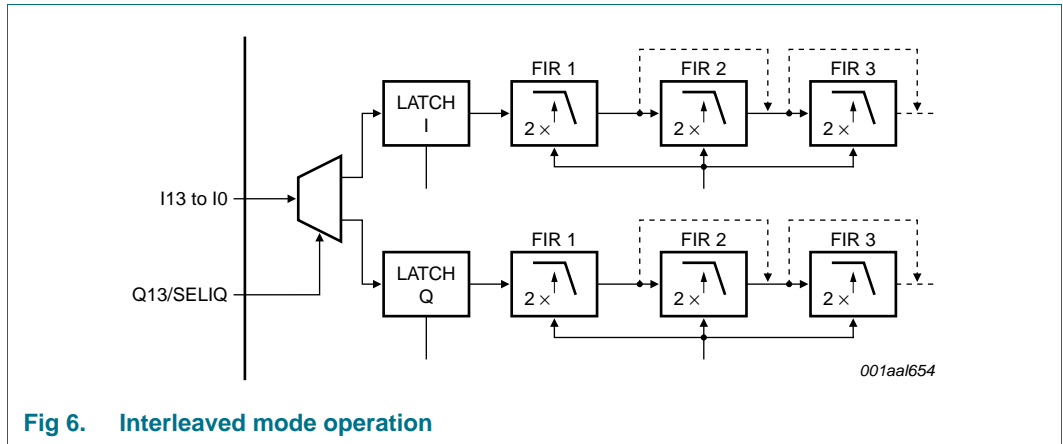 FIR 1
FIR 2
FIR 3
LATCH
I
2 ×
2 ×
2 ×
I13 to I0
FIR 1
FIR 2
FIR 3
LATCH
Q
2 ×
2 ×
2 ×
Q13/SELIQ
001aal654
Fig 6. Interleaved mode operation